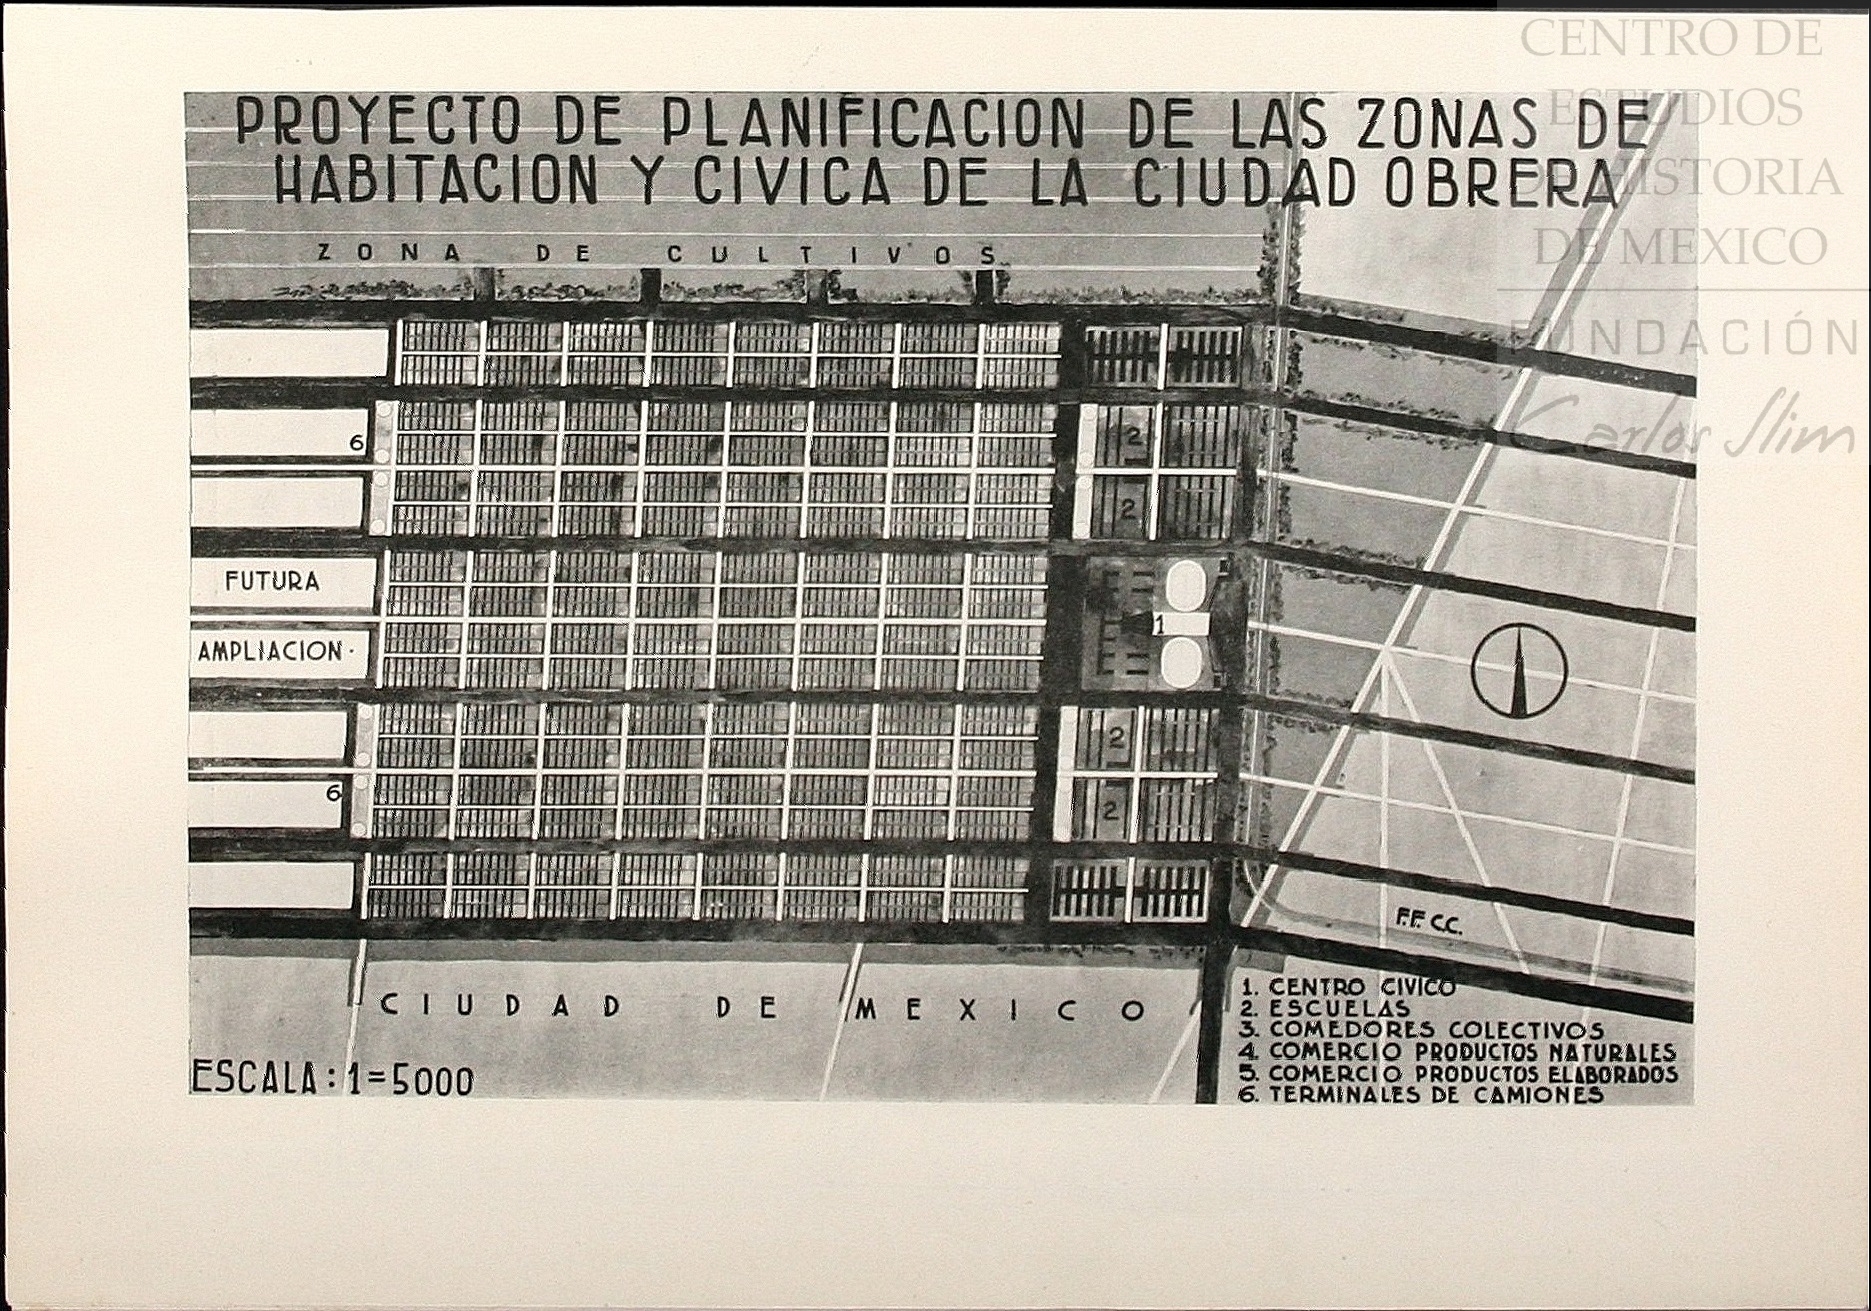 CENTRO DE
ESTUDIOS
DE HISTORIA
DE MEXICO
FUNDACIÓN
Carlos Slim
PROYECTO DE PLANIFICACION DE LAS ZONAS DE
HABITACION Y CIVICA DE LA CIUDAD OBRERA
ZONA DE CULTIVOS
6
2
2
FUTURA
1
AMPLIACION
2
6
2
F.F. C.C.
CIUDAD DE MEXICO
ESCALA: 1=5000
1. CENTRO CIVICO
2. ESCUELAS
3. COMEDORES COLECTIVOS
4. COMERCIO PRODUCTOS NATURALES
5. COMERCIO PRODUCTOS ELABORADOS
6. TERMINALES DE CAMIONES